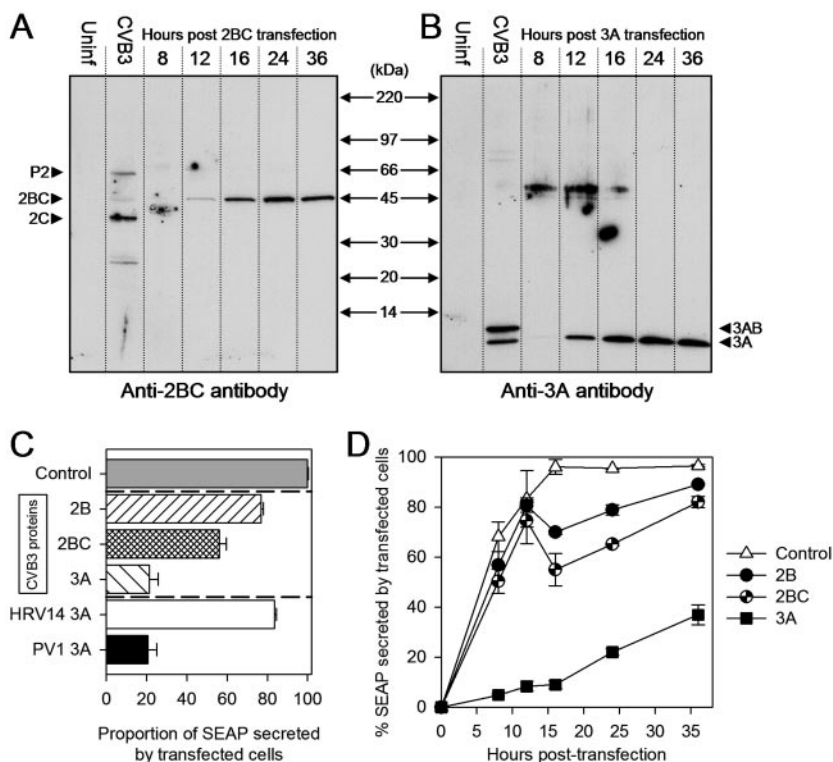 A
Uninf
CVB3
Hours post 2BC transfection
8 12 16 24 36
P2
2BC
2C
Anti-2BC antibody
(kDa)
220
97
66
45
30
20
14
B
Uninf
CVB3
Hours post 3A transfection
8 12 16 24 36
3AB
3A
Anti-3A antibody
C
CVB3 proteins
Control
2B
2BC
3A
HRV14 3A
PV1 3A
0 20 40 60 80 100
Proportion of SEAP secreted
by transfected cells
D
% SEAP secreted by transfected cells
100
80
60
40
20
0
0 5 10 15 20 25 30 35
Hours post-transfection
Control
2B
2BC
3A